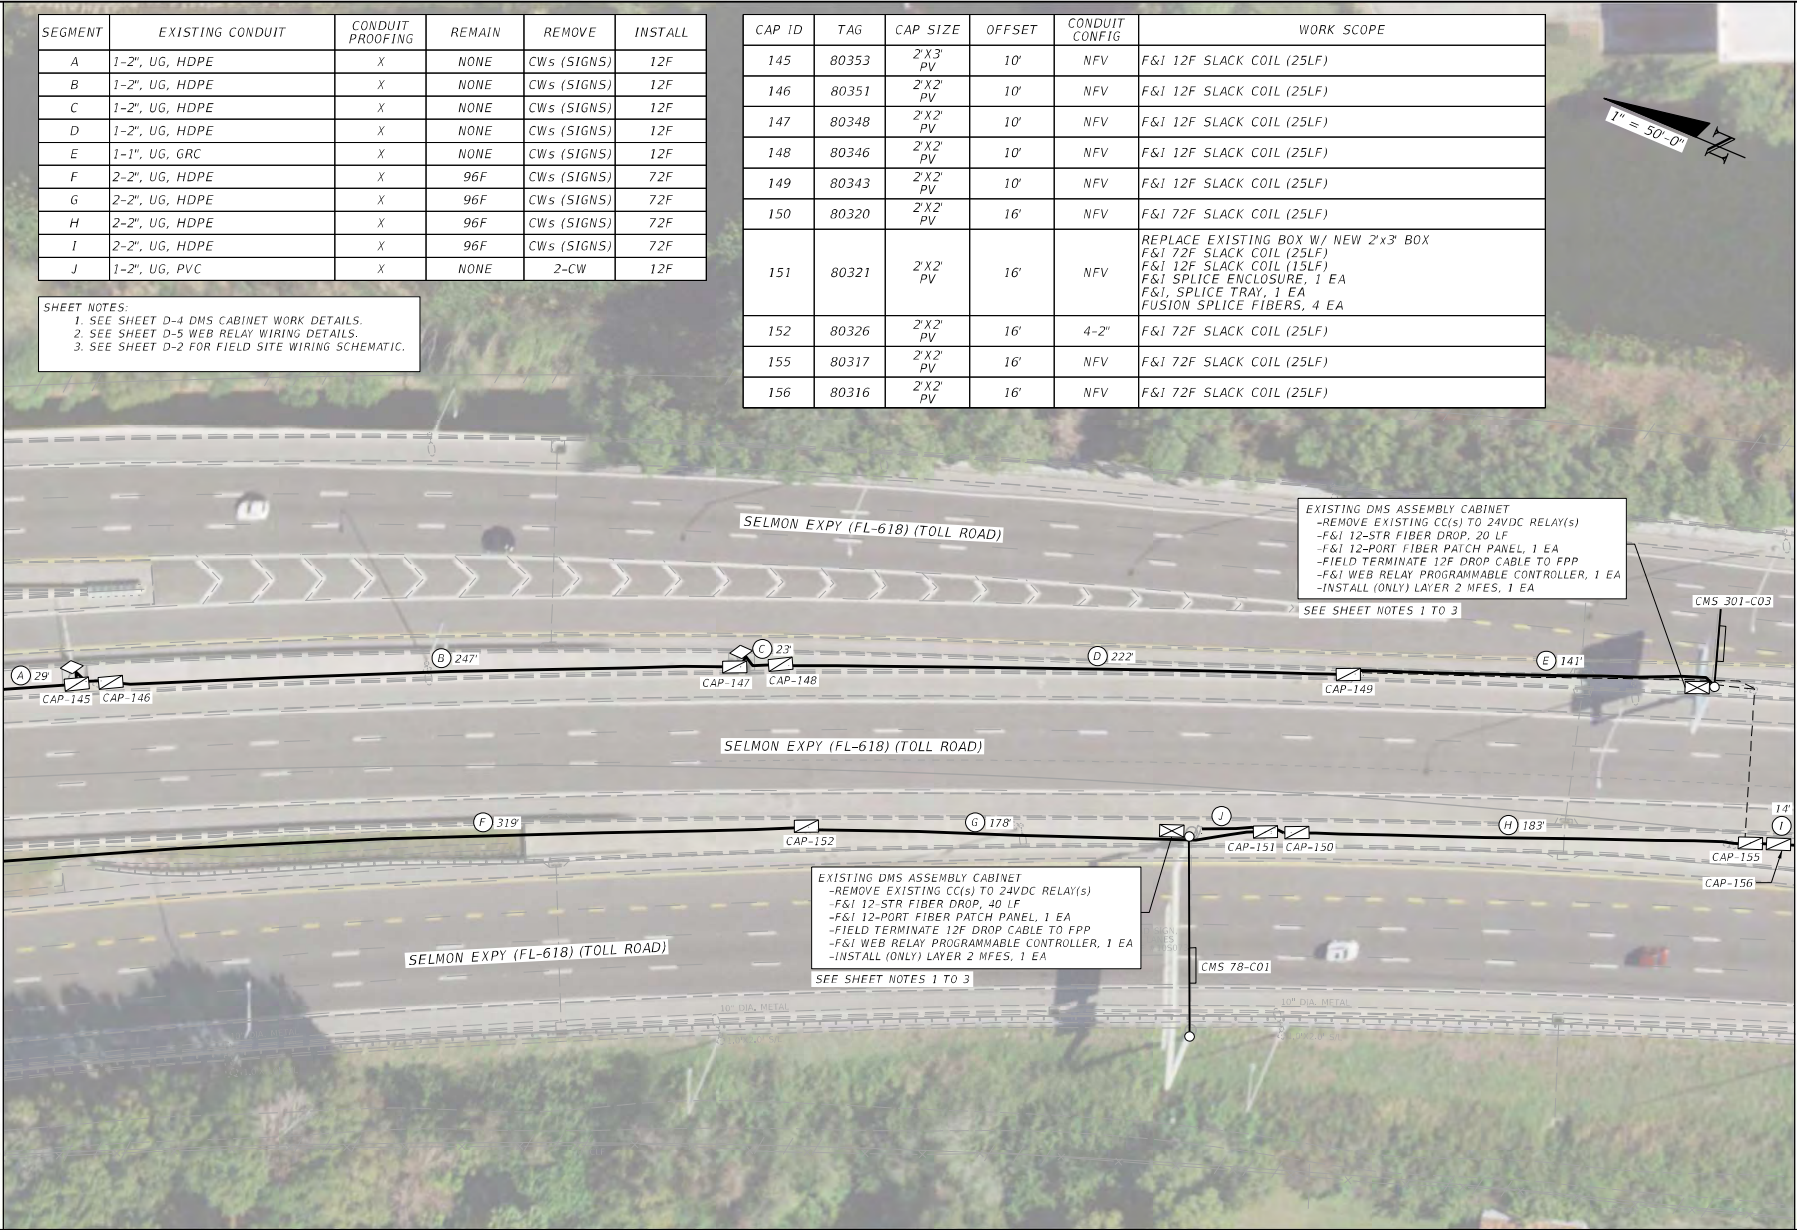 SEGMENT EXISTING CONDUIT CONDUIT PROOFING REMAIN REMOVE INSTALL
A 1-2", UG, HDPE X NONE CWs (SIGNS) 12F
B 1-2", UG, HDPE X NONE CWs (SIGNS) 12F
C 1-2", UG, HDPE X NONE CWs (SIGNS) 12F
D 1-2", UG, HDPE X NONE CWs (SIGNS) 12F
E 1-1", UG, GRC X NONE CWs (SIGNS) 12F
F 2-2", UG, HDPE X 96F CWs (SIGNS) 72F
G 2-2", UG, HDPE X 96F CWs (SIGNS) 72F
H 2-2", UG, HDPE X 96F CWs (SIGNS) 72F
I 2-2", UG, HDPE X 96F CWs (SIGNS) 72F
J 1-2", UG, PVC X NONE 2-CW 12F
SHEET NOTES:
1. SEE SHEET D-4 DMS CABINET WORK DETAILS.
2. SEE SHEET D-5 WEB RELAY WIRING DETAILS.
3. SEE SHEET D-2 FOR FIELD SITE WIRING SCHEMATIC.
CAP ID TAG CAP SIZE OFFSET CONDUIT CONFIG WORK SCOPE
145 80353 2'X3' PV 10' NFV F&I 12F SLACK COIL (25LF)
146 80351 2'X2' PV 10' NFV F&I 12F SLACK COIL (25LF)
147 80348 2'X2' PV 10' NFV F&I 12F SLACK COIL (25LF)
148 80346 2'X2' PV 10' NFV F&I 12F SLACK COIL (25LF)
149 80343 2'X2' PV 10' NFV F&I 12F SLACK COIL (25LF)
150 80320 2'X2' PV 16' NFV F&I 72F SLACK COIL (25LF)
151 80321 2'X2' PV 16' NFV REPLACE EXISTING BOX W/ NEW 2'x3' BOX
F&I 72F SLACK COIL (25LF)
F&I 12F SLACK COIL (15LF)
F&I SPLICE ENCLOSURE, 1 EA
F&I, SPLICE TRAY, 1 EA
FUSION SPLICE FIBERS, 4 EA
152 80326 2'X2' PV 16' 4-2" F&I 72F SLACK COIL (25LF)
155 80317 2'X2' PV 16' NFV F&I 72F SLACK COIL (25LF)
156 80316 2'X2' PV 16' NFV F&I 72F SLACK COIL (25LF)
1" = 50'-0"
N
SELMON EXPY (FL-618) (TOLL ROAD)
EXISTING DMS ASSEMBLY CABINET
-REMOVE EXISTING CC(s) TO 24VDC RELAY(s)
-F&I 12-STR FIBER DROP, 20 LF
-F&I 12-PORT FIBER PATCH PANEL, 1 EA
-FIELD TERMINATE 12F DROP CABLE TO FPP
-F&I WEB RELAY PROGRAMMABLE CONTROLLER, 1 EA
-INSTALL (ONLY) LAYER 2 MFES, 1 EA
SEE SHEET NOTES 1 TO 3
CMS 301-C03
A 29'
B 247'
C 23'
D 222'
E 141'
CAP-145
CAP-146
CAP-147
CAP-148
CAP-149
SELMON EXPY (FL-618) (TOLL ROAD)
F 319'
G 178'
J
H 183'
14'
I
CAP-152
CAP-151
CAP-150
CAP-155
CAP-156
EXISTING DMS ASSEMBLY CABINET
-REMOVE EXISTING CC(s) TO 24VDC RELAY(s)
-F&I 12-STR FIBER DROP, 40 LF
-F&I 12-PORT FIBER PATCH PANEL, 1 EA
-FIELD TERMINATE 12F DROP CABLE TO FPP
-F&I WEB RELAY PROGRAMMABLE CONTROLLER, 1 EA
-INSTALL (ONLY) LAYER 2 MFES, 1 EA
SEE SHEET NOTES 1 TO 3
SELMON EXPY (FL-618) (TOLL ROAD)
CMS 78-C01
10" DIA. METAL
10" DIA. METAL